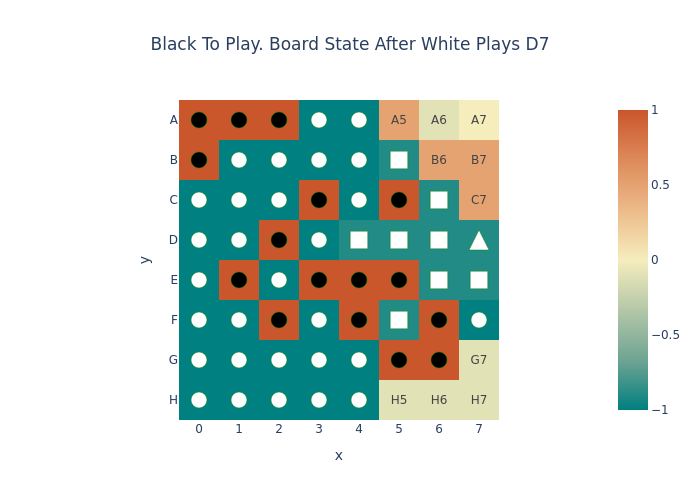 Black To Play. Board State After White Plays D7
A A5 A6 A7
B B6 B7
C C7
D
E
F
G G7
H H5 H6 H7
0 1 2 3 4 5 6 7
x
y
1
0.5
0
−0.5
−1